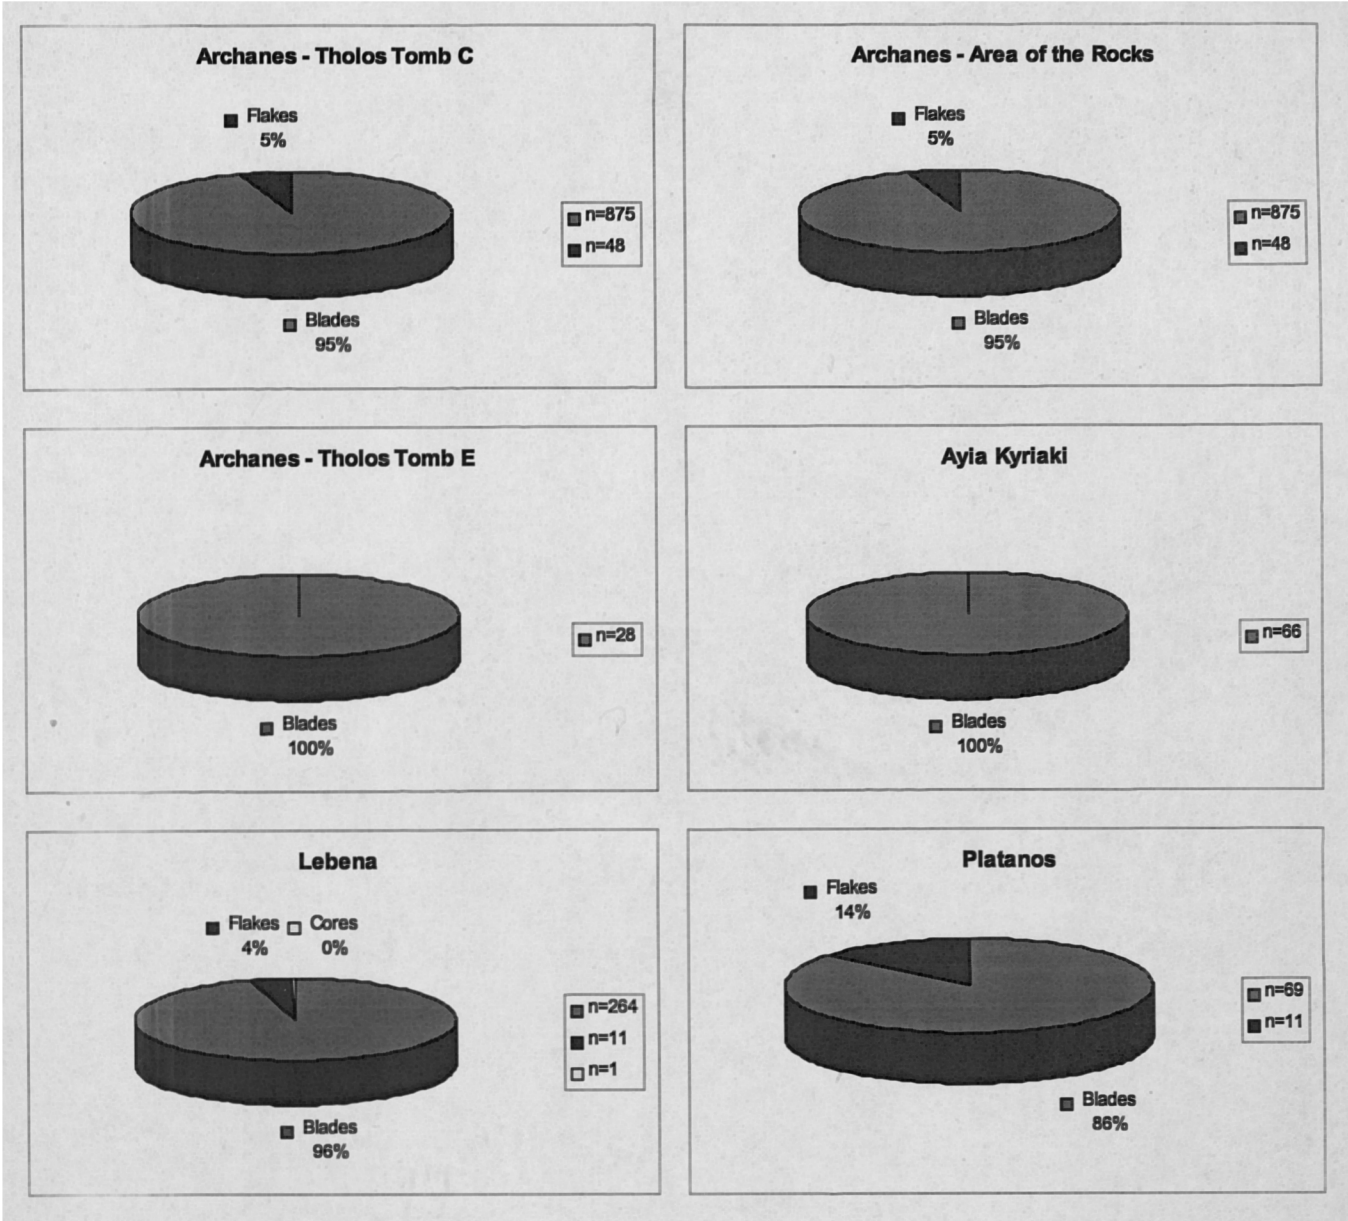 Archanes - Tholos Tomb C
Flakes
5%
n=875
n=48
Blades
95%
Archanes - Area of the Rocks
Flakes
5%
n=875
n=48
Blades
95%
Archanes - Tholos Tomb E
n=28
Blades
100%
Ayia Kyriaki
n=66
Blades
100%
Lebena
Flakes Cores
4% 0%
n=264
n=11
n=1
Blades
96%
Platanos
Flakes
14%
n=69
n=11
Blades
86%